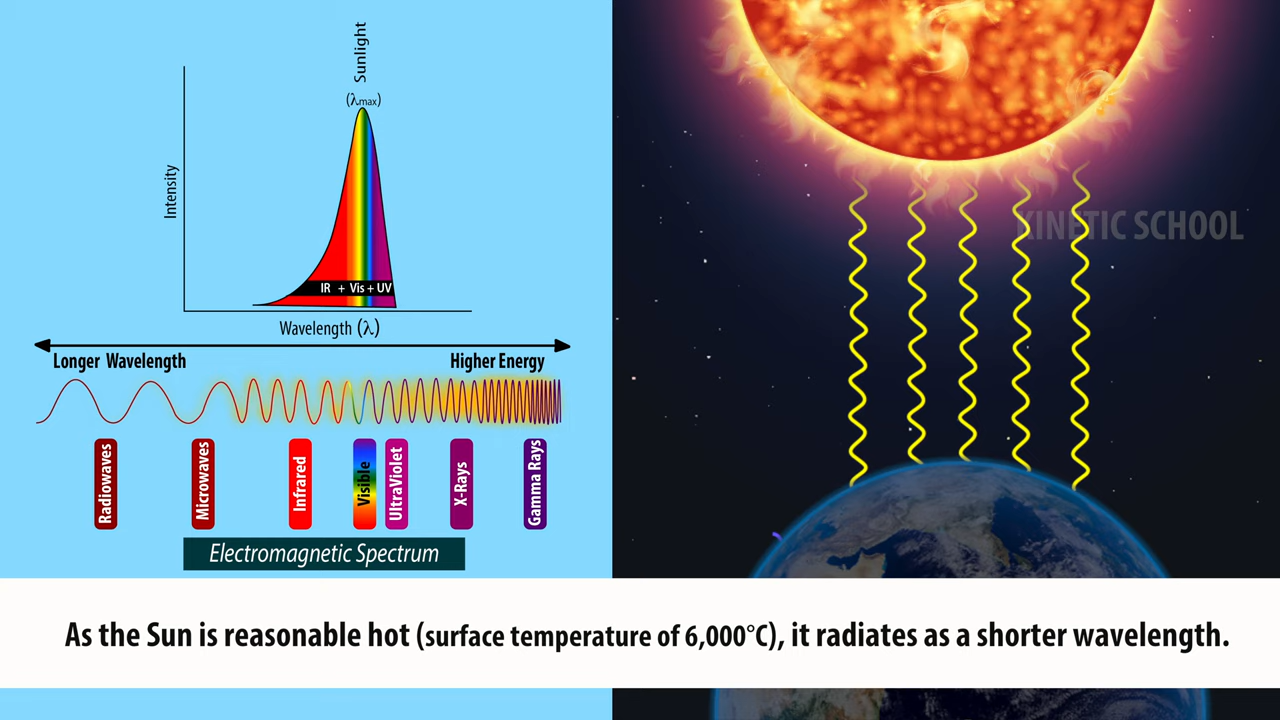 Sunlight
(λmax)
Intensity
IR + Vis + UV
Wavelength (λ)
Longer Wavelength
Higher Energy
Radiowaves
Microwaves
Infrared
Visible
UltraViolet
X-Rays
Gamma Rays
Electromagnetic Spectrum
KINETIC SCHOOL
As the Sun is reasonable hot (surface temperature of 6,000°C), it radiates as a shorter wavelength.